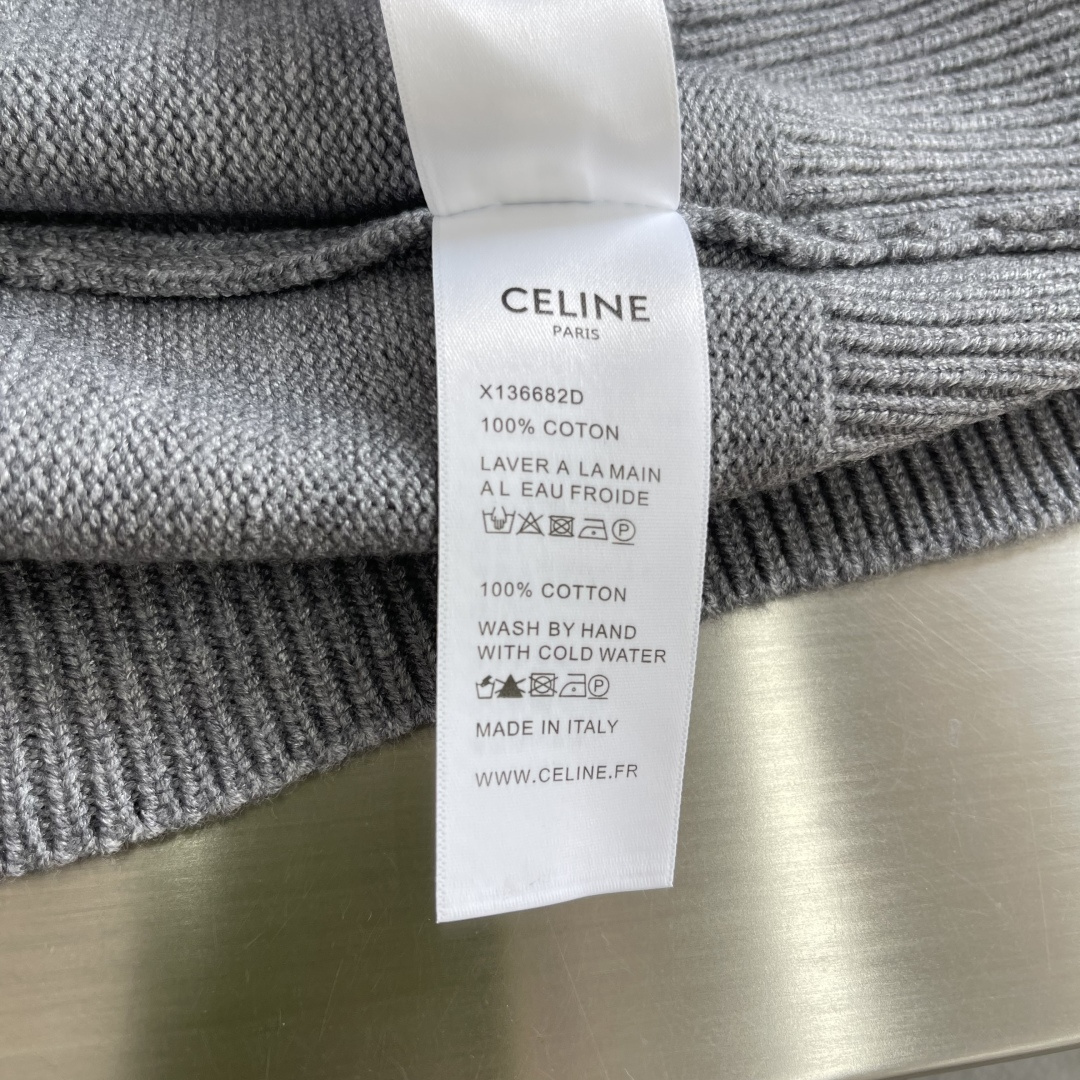 CELINE
PARIS
X136682D
100% COTON
LAVER A LA MAIN
A L EAU FROIDE
P
100% COTTON
WASH BY HAND
WITH COLD WATER
P
MADE IN ITALY
WWW.CELINE.FR